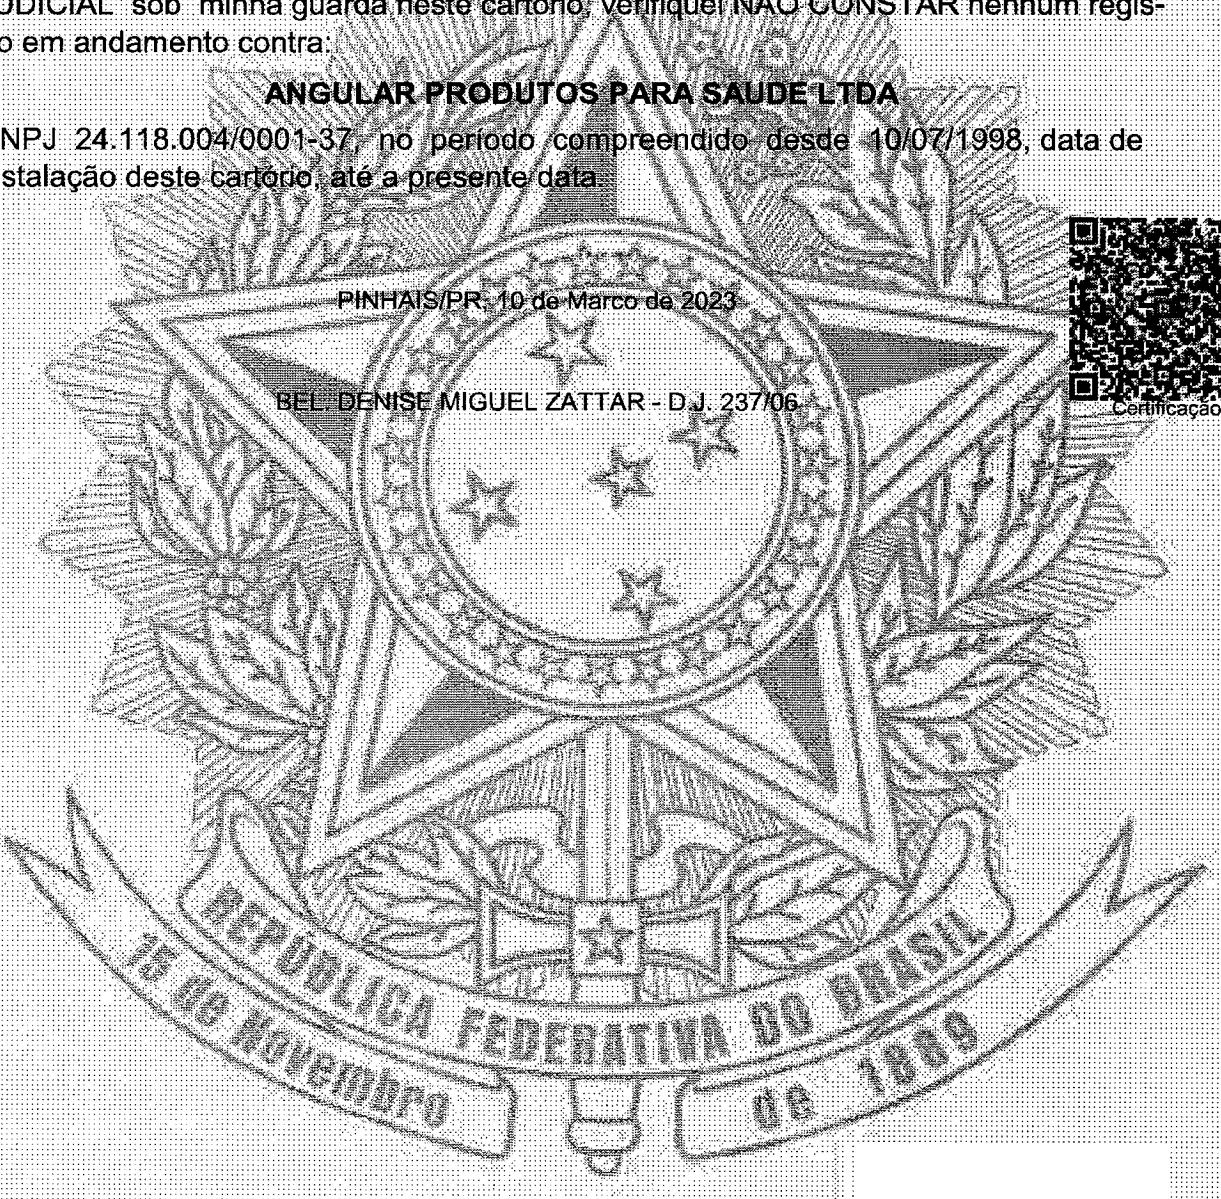 UDICIAL sob minha guarda neste cartório, verifiquei NÃO CONSTAR nenhum regis-
o em andamento contra:
ANGULAR PRODUTOS PARA SAUDE LTDA
NPJ 24.118.004/0001-37, no período compreendido desde 10/07/1998, data de
stalação deste cartório, até a presente data.
PINHAIS/PR, 10 de Marco de 2023
BEL. DENISE MIGUEL ZATTAR - D.J. 237/06
Certificação
REPÚBLICA FEDERATIVA DO BRASIL
15 de Novembro de 1889